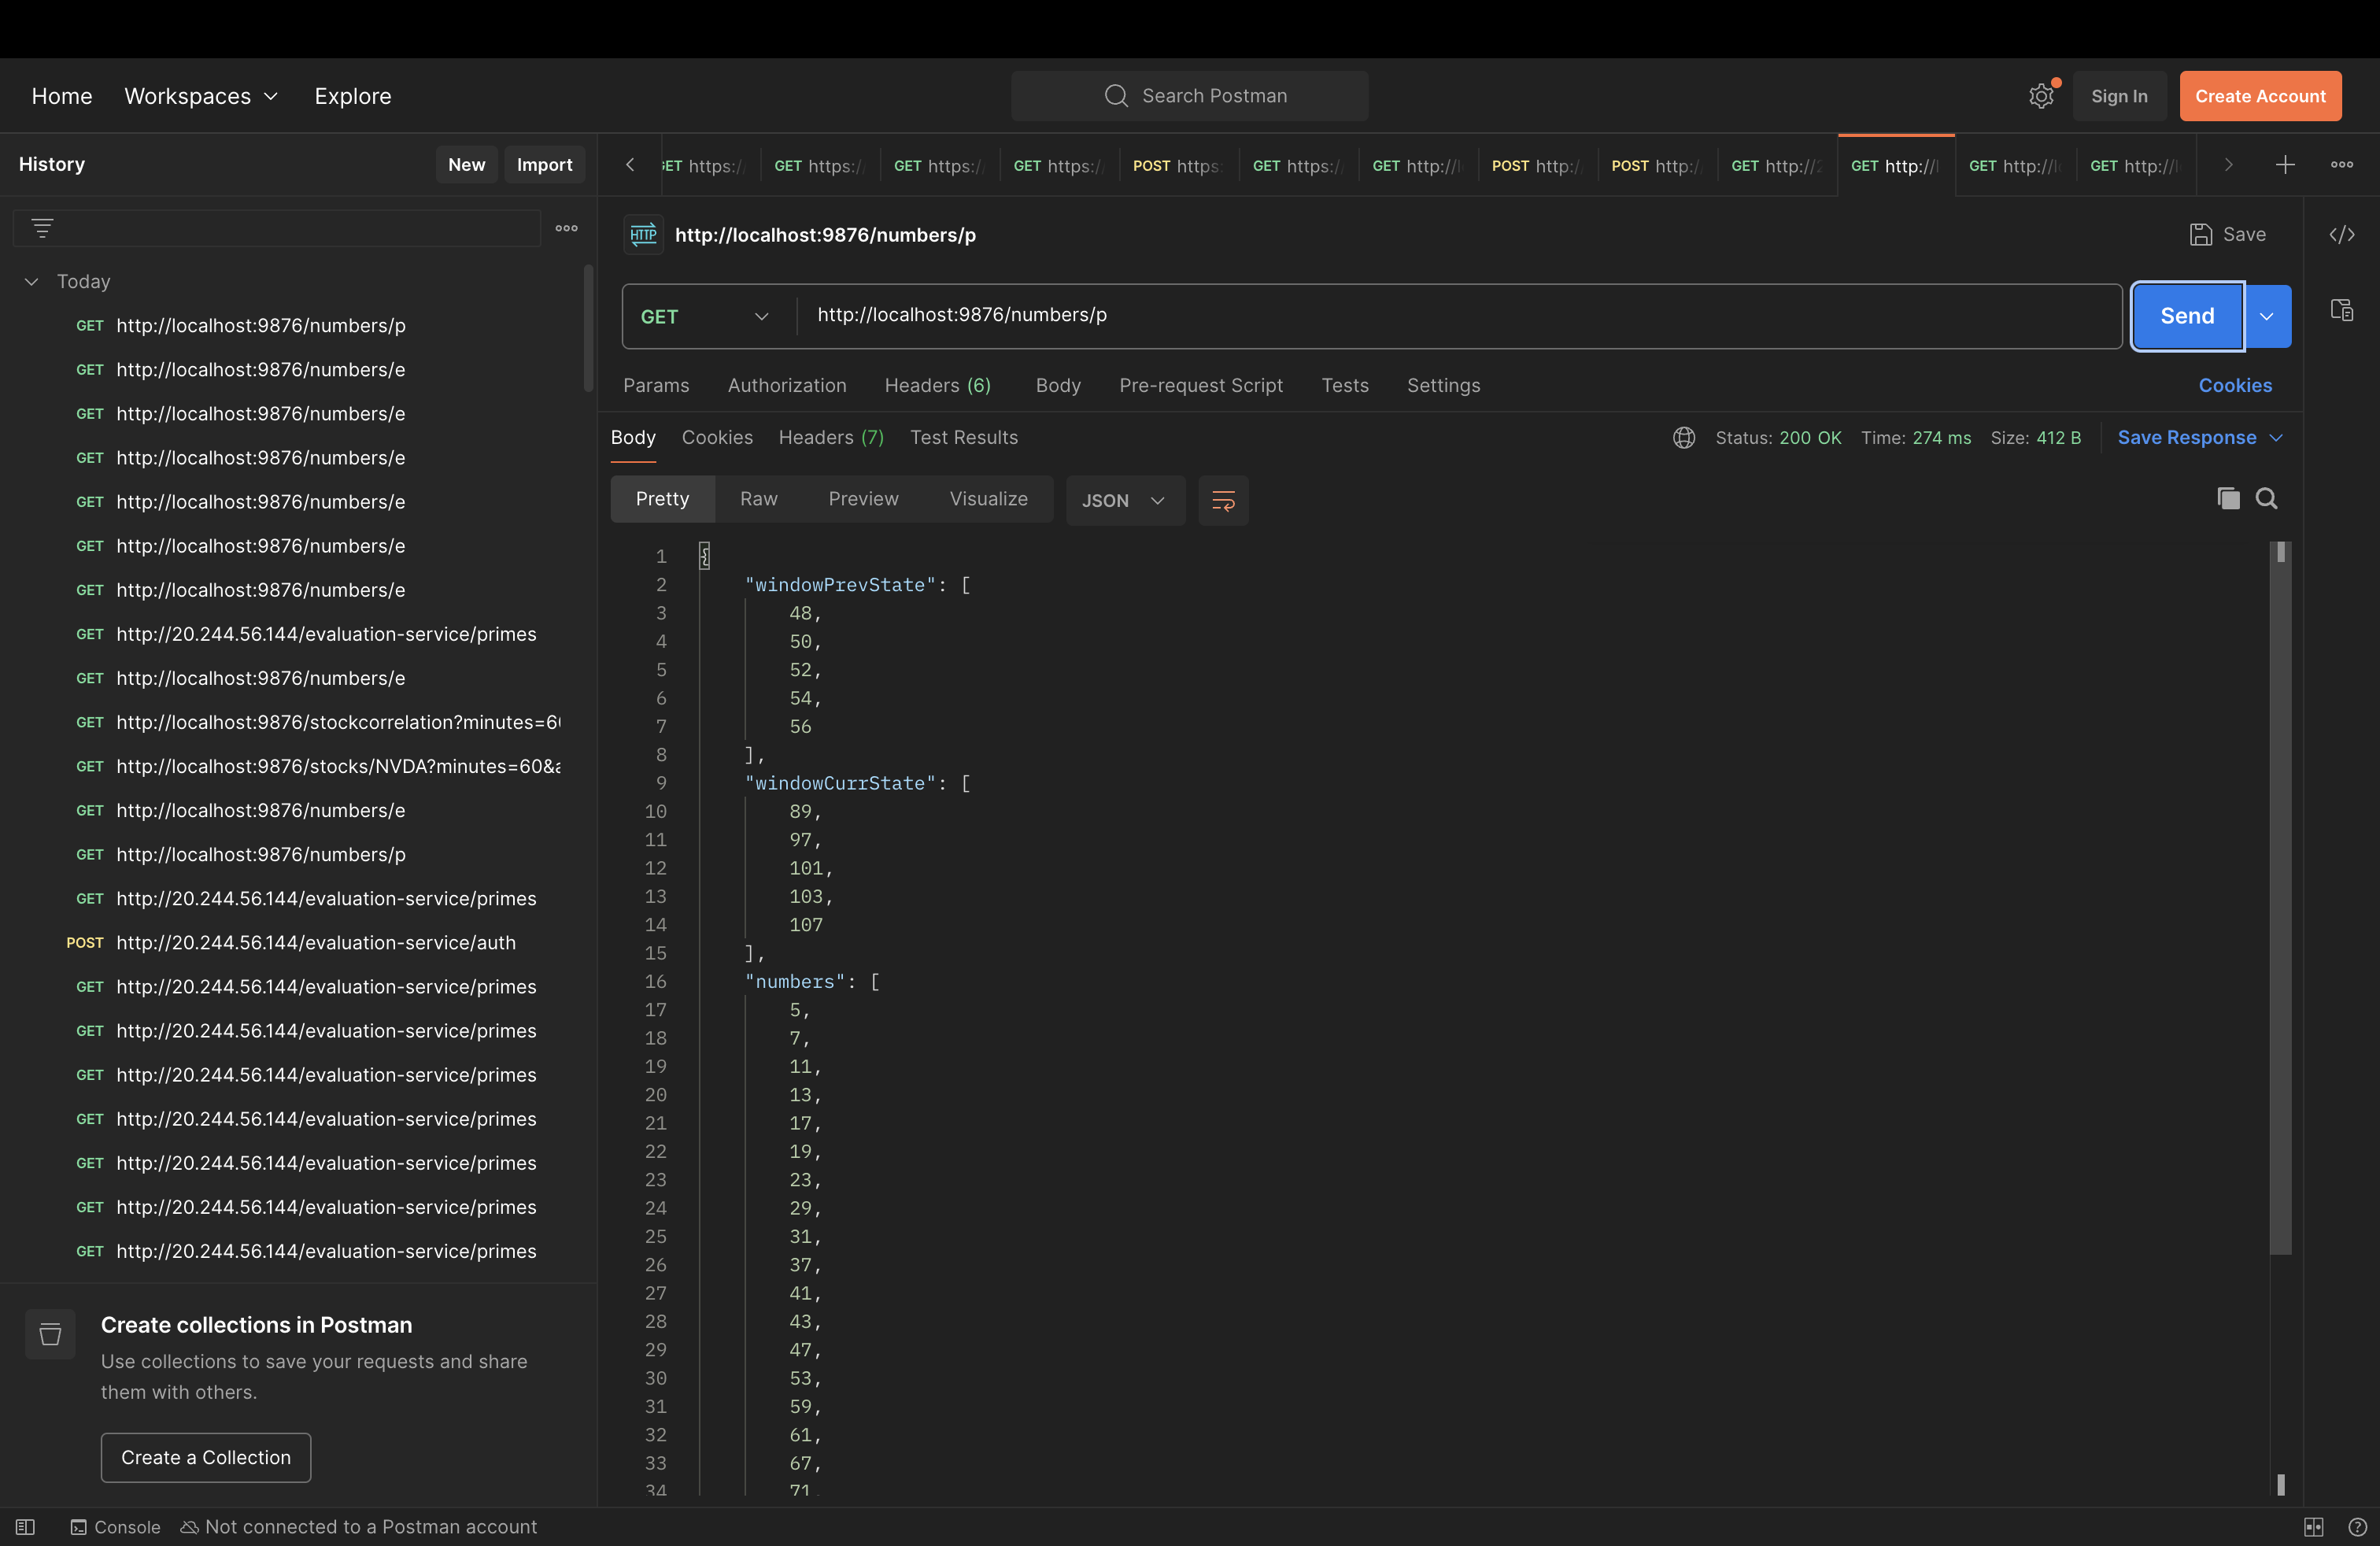 Home Workspaces Explore Search Postman Sign In Create Account
History New Import
GET https:/ GET https:/ GET https:/ POST https: GET https:/ GET http://l POST http:/ POST http:/ GET http://2 GET http://l GET http://l GET http://l
Today
GET http://localhost:9876/numbers/p
GET http://localhost:9876/numbers/e
GET http://localhost:9876/numbers/e
GET http://localhost:9876/numbers/e
GET http://localhost:9876/numbers/e
GET http://localhost:9876/numbers/e
GET http://localhost:9876/numbers/e
GET http://20.244.56.144/evaluation-service/primes
GET http://localhost:9876/numbers/e
GET http://localhost:9876/stockcorrelation?minutes=60
GET http://localhost:9876/stocks/NVDA?minutes=60&a
GET http://localhost:9876/numbers/e
GET http://localhost:9876/numbers/p
GET http://20.244.56.144/evaluation-service/primes
POST http://20.244.56.144/evaluation-service/auth
GET http://20.244.56.144/evaluation-service/primes
GET http://20.244.56.144/evaluation-service/primes
GET http://20.244.56.144/evaluation-service/primes
GET http://20.244.56.144/evaluation-service/primes
GET http://20.244.56.144/evaluation-service/primes
GET http://20.244.56.144/evaluation-service/primes
GET http://20.244.56.144/evaluation-service/primes
Create collections in Postman
Use collections to save your requests and share
them with others.
Create a Collection
HTTP http://localhost:9876/numbers/p Save
GET http://localhost:9876/numbers/p Send
Params Authorization Headers (6) Body Pre-request Script Tests Settings Cookies
Body Cookies Headers (7) Test Results Status: 200 OK Time: 274 ms Size: 412 B Save Response
Pretty Raw Preview Visualize JSON
1 {
2 "windowPrevState": [
3 48,
4 50,
5 52,
6 54,
7 56
8 ],
9 "windowCurrState": [
10 89,
11 97,
12 101,
13 103,
14 107
15 ],
16 "numbers": [
17 5,
18 7,
19 11,
20 13,
21 17,
22 19,
23 23,
24 29,
25 31,
26 37,
27 41,
28 43,
29 47,
30 53,
31 59,
32 61,
33 67,
34 71,
Console Not connected to a Postman account